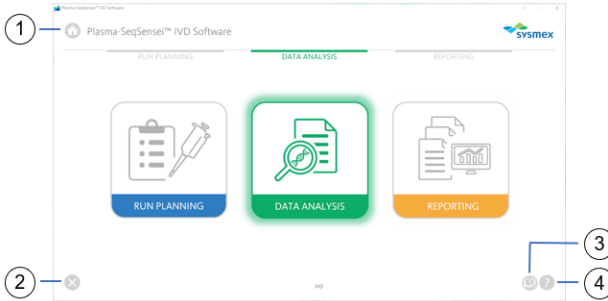 Plasma-SeqSensei™ IVD Software
1
Plasma-SeqSensei™ IVD Software
sysmex
RUN PLANNING
DATA ANALYSIS
REPORTING
RUN PLANNING
DATA ANALYSIS
REPORTING
3
2
IVD
?
4